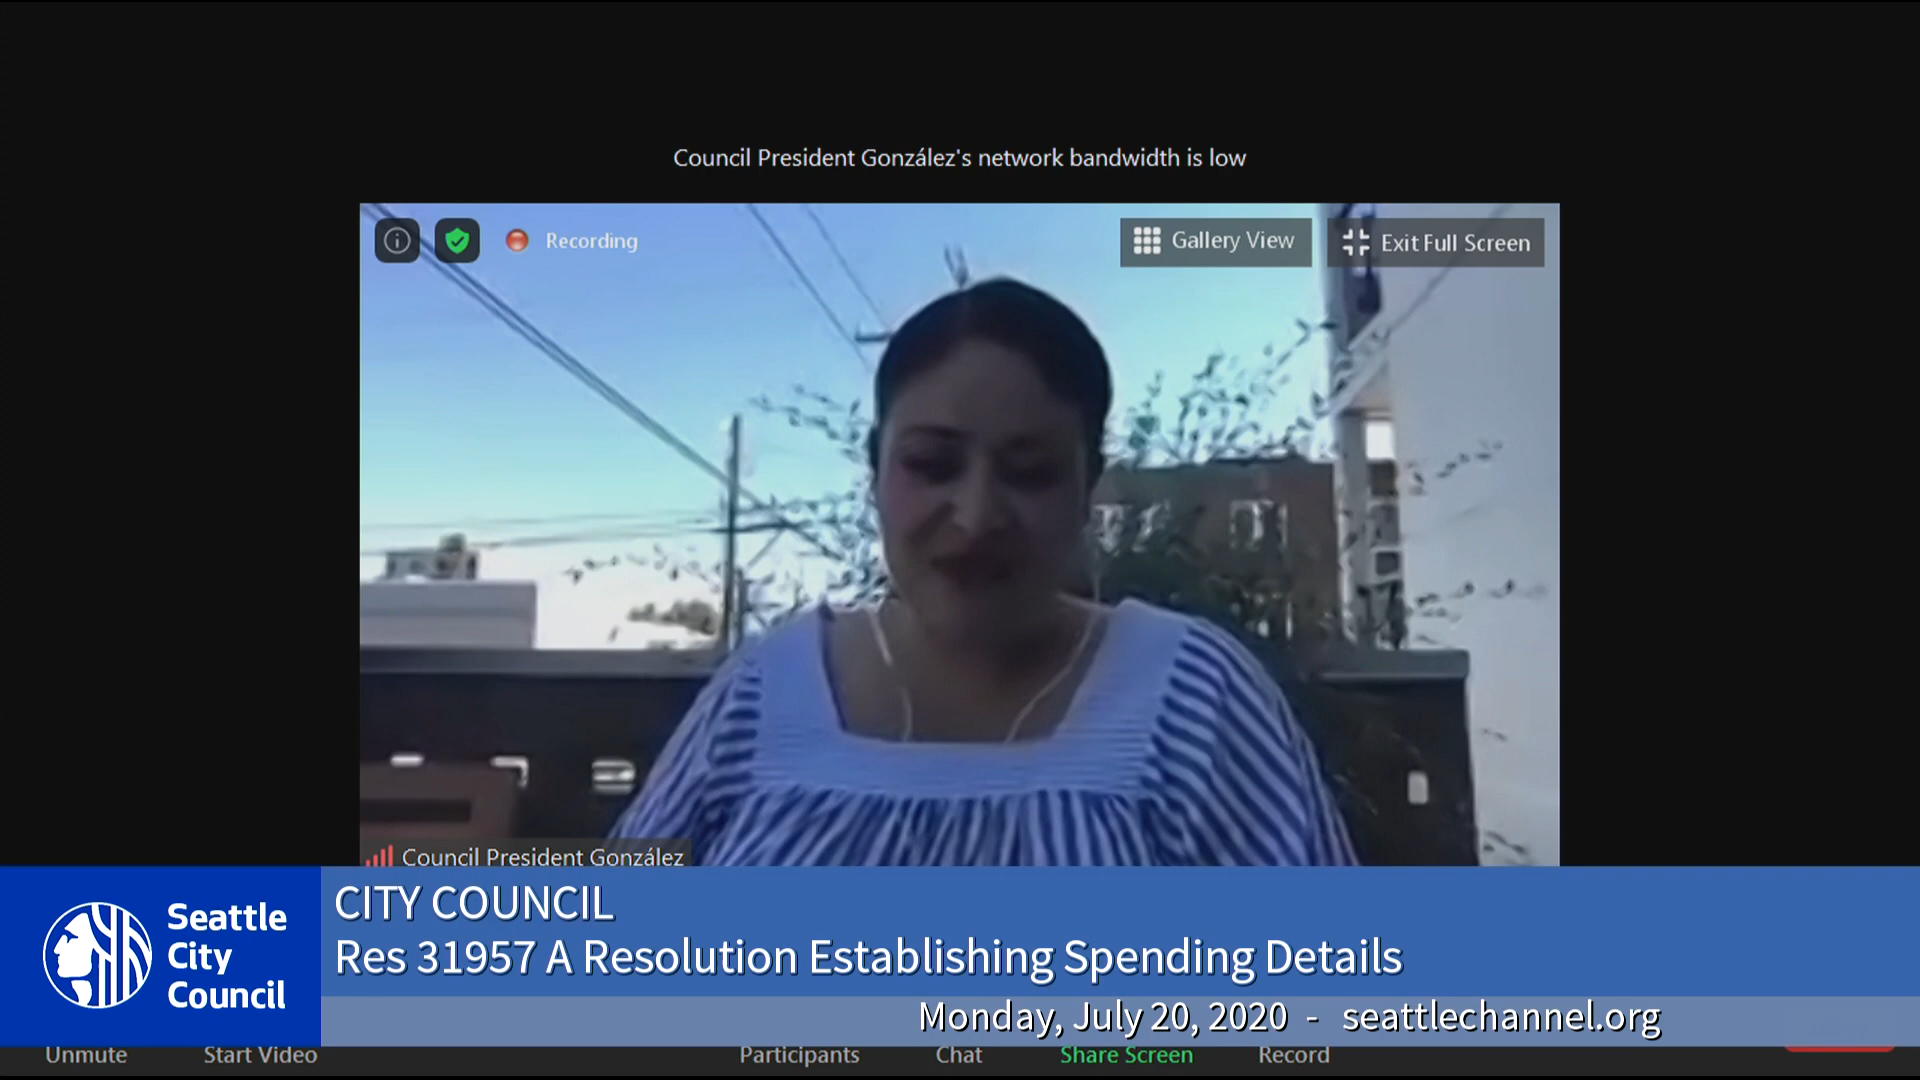 Council President González's network bandwidth is low
Recording
Gallery View
Exit Full Screen
Council President González
CITY COUNCIL
Res 31957 A Resolution Establishing Spending Details
Seattle
City
Council
Monday, July 20, 2020 - seattlechannel.org
Unmute
Start Video
Participants
Chat
Share Screen
Record